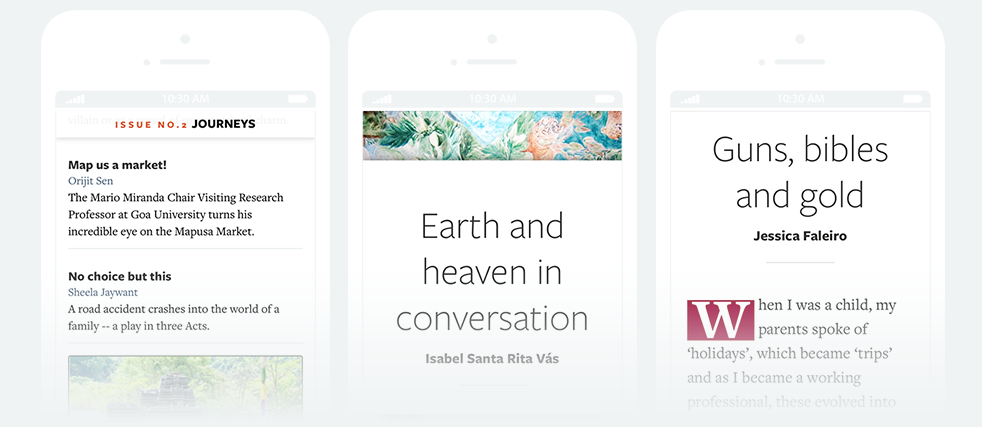 10:30 AM
ISSUE NO.2 JOURNEYS
Map us a market!
Orijit Sen
The Mario Miranda Chair Visiting Research
Professor at Goa University turns his
incredible eye on the Mapusa Market.
No choice but this
Sheela Jaywant
A road accident crashes into the world of a
family -- a play in three Acts.
10:30 AM
Earth and
heaven in
conversation
Isabel Santa Rita Vás
10:30 AM
Guns, bibles
and gold
Jessica Faleiro
When I was a child, my
parents spoke of
‘holidays’, which became ‘trips’
and as I became a working
professional, these evolved into